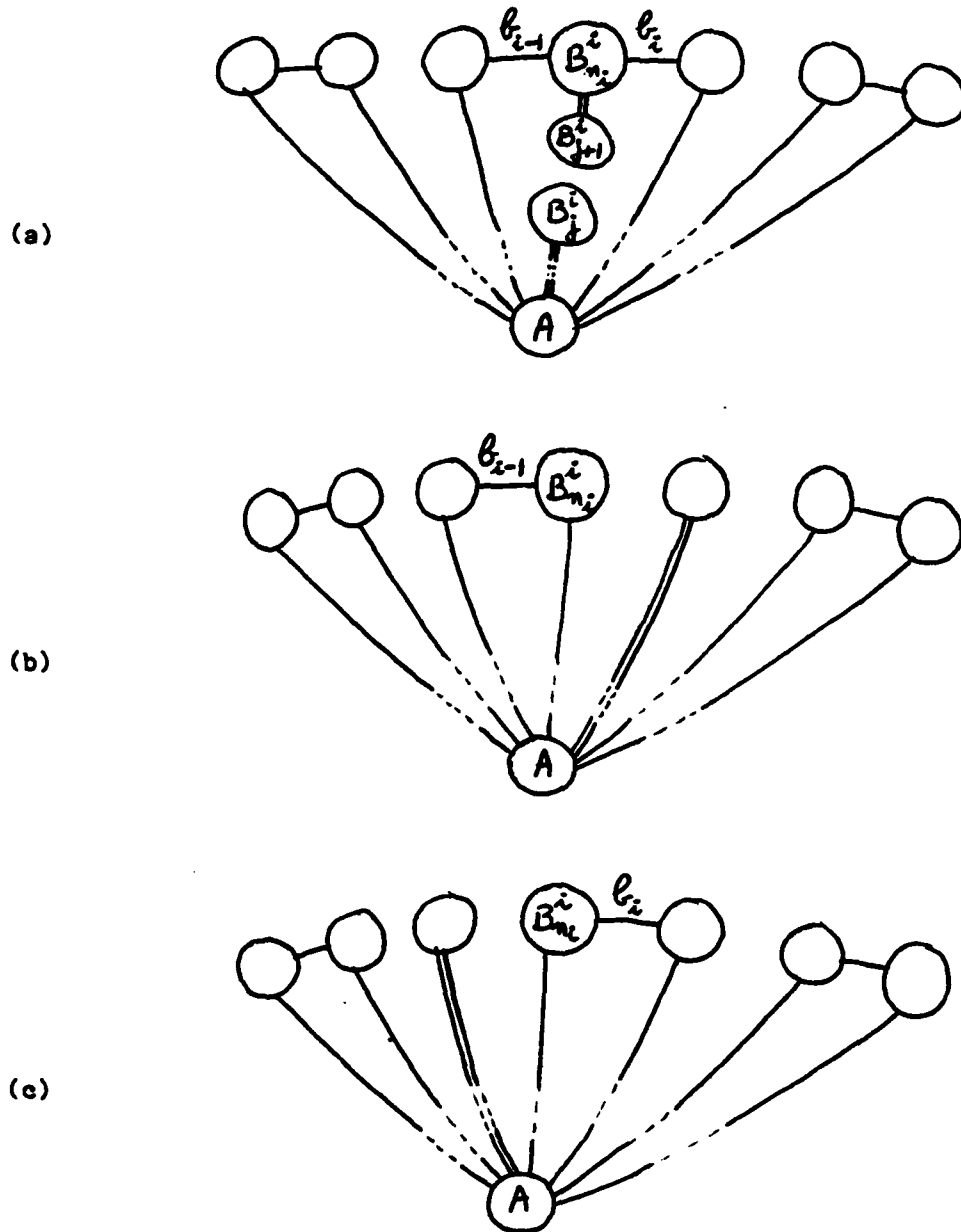 b_{i-1} B^i_{n_i} b_i
B^i_{j+1}
(a) B^i_j
A
b_{i-1} B^i_{n_i}
(b)
A
B^i_{n_i} b_i
(c)
A